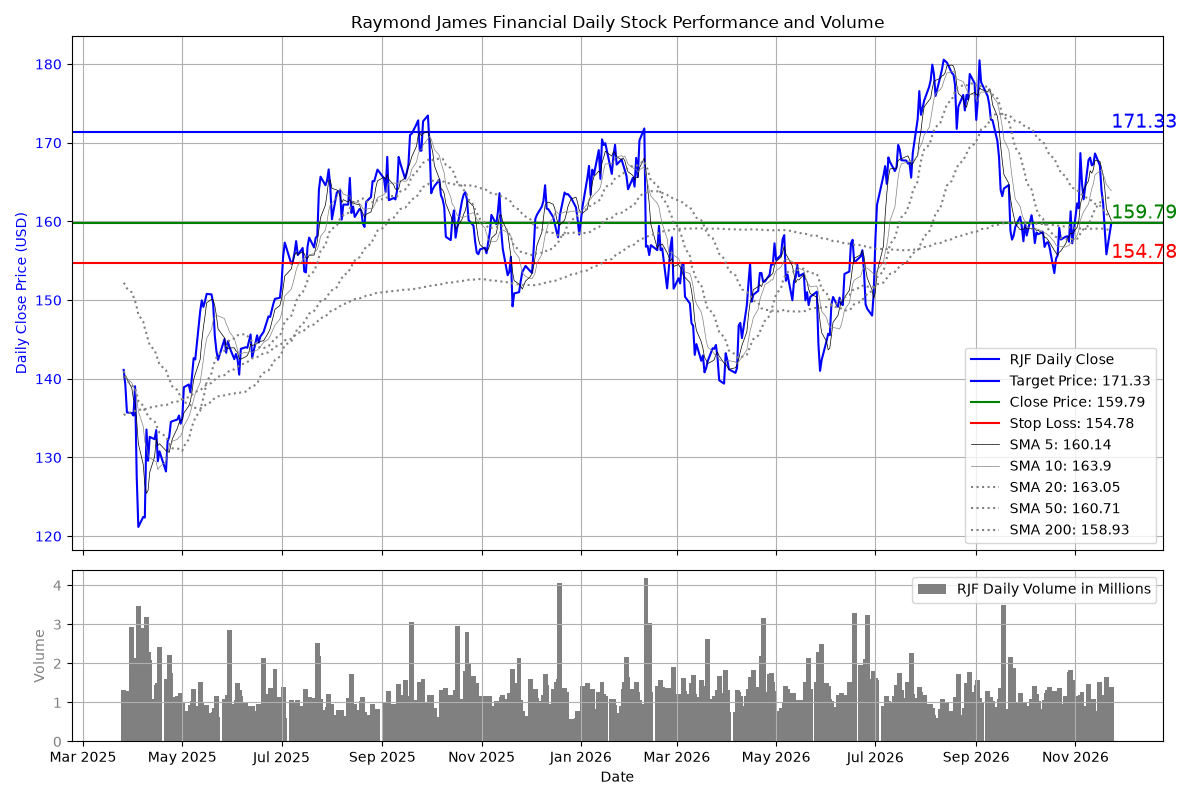 Raymond James Financial Daily Stock Performance and Volume
Daily Close Price (USD)
180
170
160
150
140
130
120
171.33
159.79
154.78
RJF Daily Close
Target Price: 171.33
Close Price: 159.79
Stop Loss: 154.78
SMA 5: 160.14
SMA 10: 163.9
SMA 20: 163.05
SMA 50: 160.71
SMA 200: 158.93
Volume
4
3
2
1
0
RJF Daily Volume in Millions
Mar 2025 May 2025 Jul 2025 Sep 2025 Nov 2025 Jan 2026 Mar 2026 May 2026 Jul 2026 Sep 2026 Nov 2026
Date